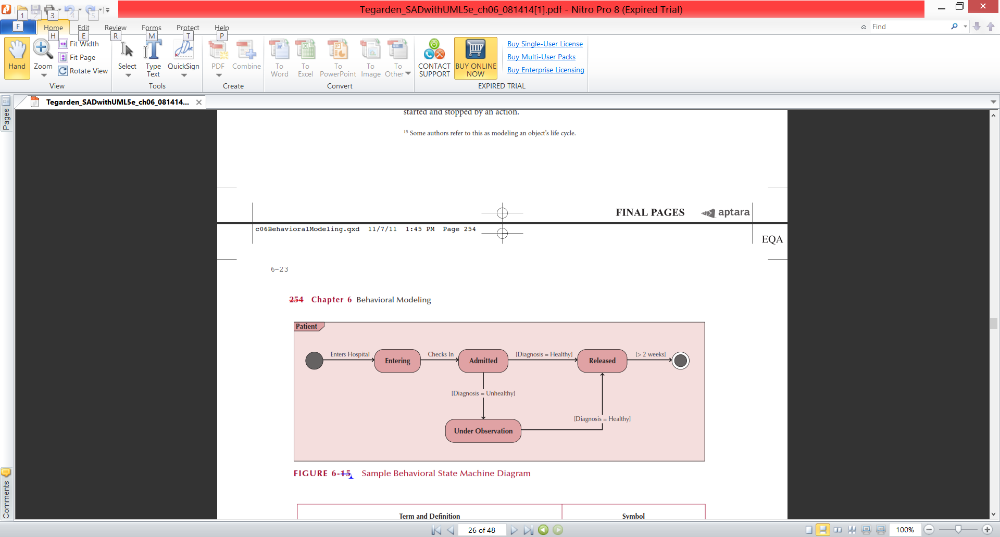 Tegarden_SADwithUML5e_ch06_081414[1].pdf - Nitro Pro 8 (Expired Trial)
1 2 3 4 5
F
Home Edit Review Forms Protect Help
H E R M T P
Find
Hand
Zoom
Fit Width
Fit Page
Rotate View
View
Select
Type Text
QuickSign
Tools
PDF
Combine
Create
To Word
To Excel
To PowerPoint
To Image
To Other
Convert
CONTACT SUPPORT
BUY ONLINE NOW
Buy Single-User License
Buy Multi-User Packs
Buy Enterprise Licensing
EXPIRED TRIAL
Pages
Tegarden_SADwithUML5e_ch06_081414...
started and stopped by an action.
15 Some authors refer to this as modeling an object's life cycle.
FINAL PAGES aptara
c06BehavioralModeling.qxd 11/7/11 1:45 PM Page 254
EQA
6-23
254 Chapter 6 Behavioral Modeling
Patient
Enters Hospital
Entering
Checks In
Admitted
[Diagnosis = Healthy]
Released
[> 2 weeks]
[Diagnosis = Unhealthy]
[Diagnosis = Healthy]
Under Observation
FIGURE 6-15 Sample Behavioral State Machine Diagram
Term and Definition Symbol
Comments
26 of 48
100%